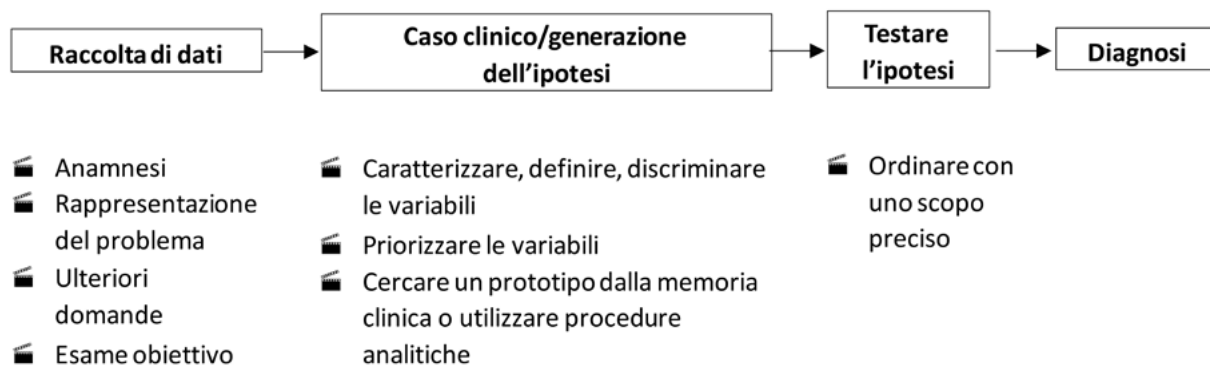 Raccolta di dati
Caso clinico/generazione
dell'ipotesi
Testare
l'ipotesi
Diagnosi
Anamnesi
Rappresentazione
del problema
Ulteriori
domande
Esame obiettivo
Caratterizzare, definire, discriminare
le variabili
Priorizzare le variabili
Cercare un prototipo dalla memoria
clinica o utilizzare procedure
analitiche
Ordinare con
uno scopo
preciso